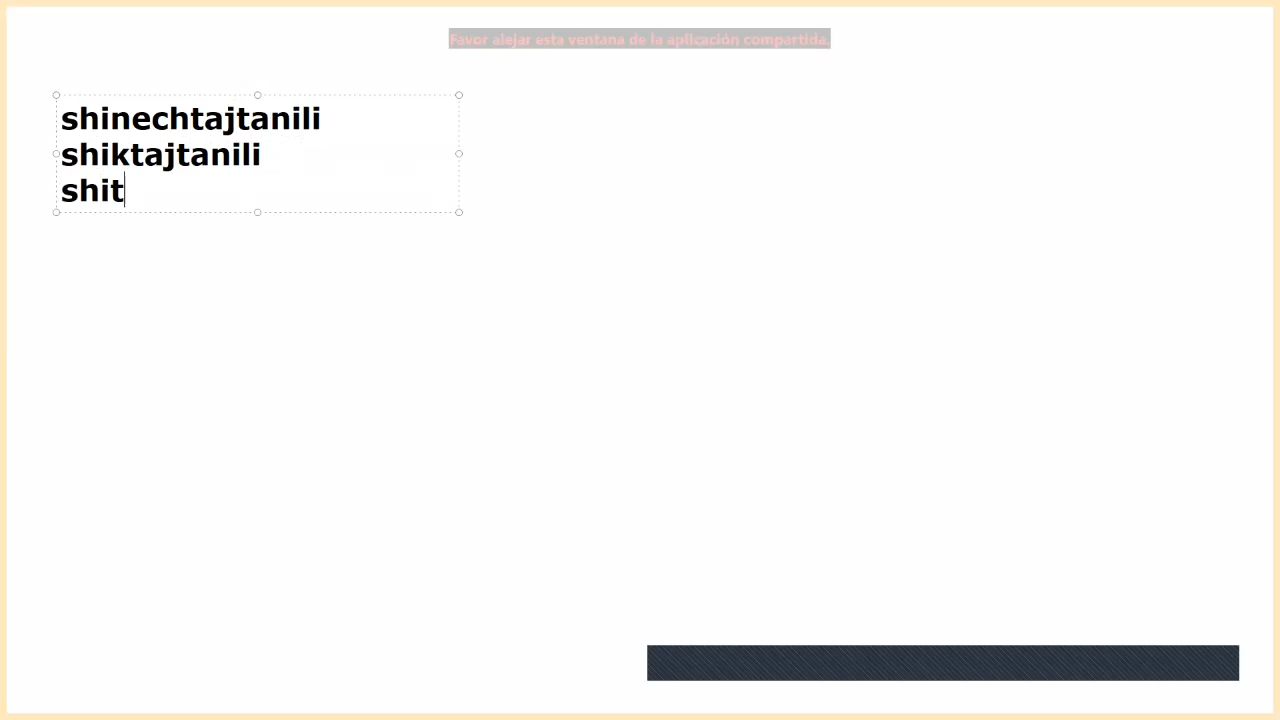 Favor alejar esta ventana de la aplicación compartida.
shinechtajtanili
shiktajtanili
shit